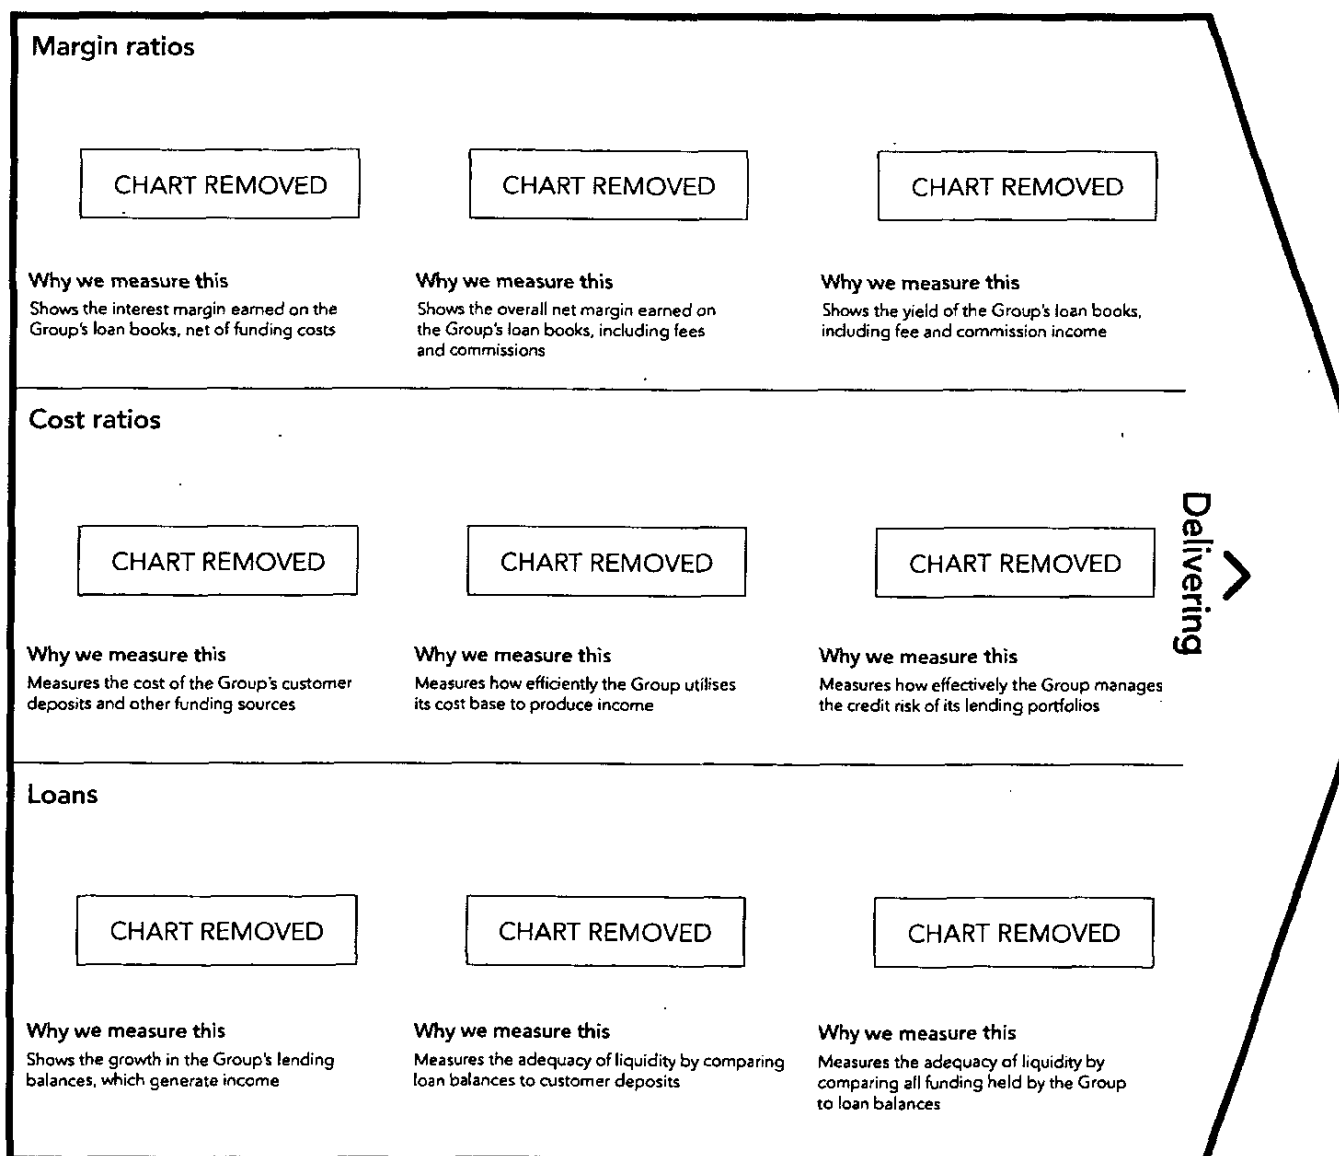 Margin ratios
CHART REMOVED
CHART REMOVED
CHART REMOVED
Why we measure this
Shows the interest margin earned on the
Group's loan books, net of funding costs
Why we measure this
Shows the overall net margin earned on
the Group's loan books, including fees
and commissions
Why we measure this
Shows the yield of the Group's loan books,
including fee and commission income
Cost ratios
CHART REMOVED
CHART REMOVED
CHART REMOVED
Why we measure this
Measures the cost of the Group's customer
deposits and other funding sources
Why we measure this
Measures how efficiently the Group utilises
its cost base to produce income
Why we measure this
Measures how effectively the Group manages
the credit risk of its lending portfolios
Loans
CHART REMOVED
CHART REMOVED
CHART REMOVED
Why we measure this
Shows the growth in the Group's lending
balances, which generate income
Why we measure this
Measures the adequacy of liquidity by comparing
loan balances to customer deposits
Why we measure this
Measures the adequacy of liquidity by
comparing all funding held by the Group
to loan balances
Delivering